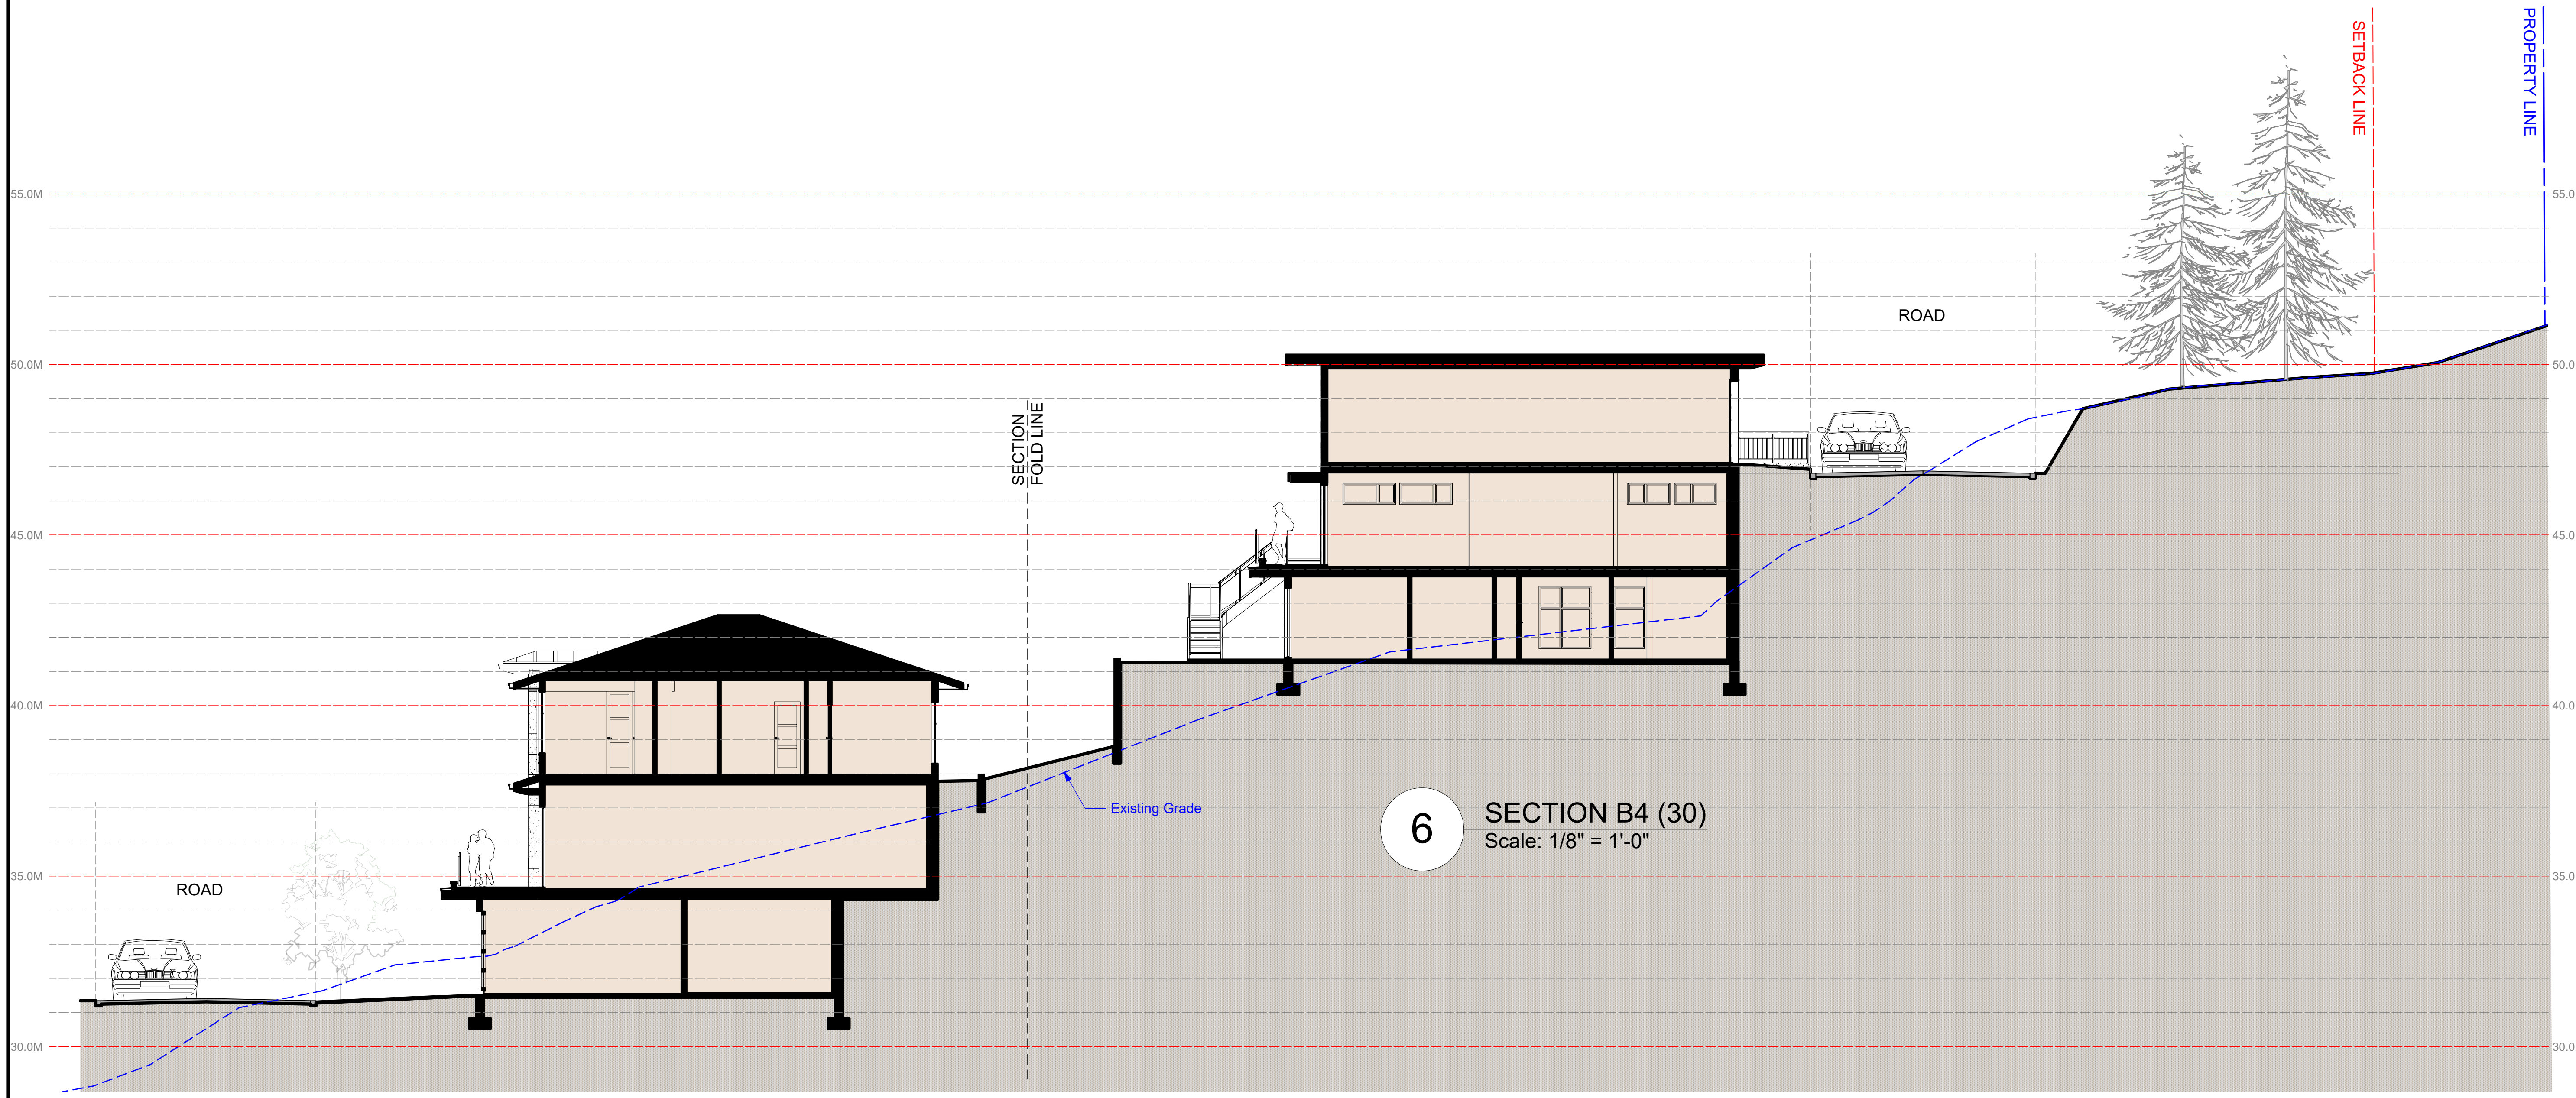 SETBACK LINE
PROPERTY LINE
55.0M
55.0
ROAD
50.0M
50.0
SECTION
FOLD LINE
45.0M
45.0
40.0M
40.0
Existing Grade
6
SECTION B4 (30)
Scale: 1/8" = 1'-0"
35.0M
35.0
ROAD
30.0M
30.0